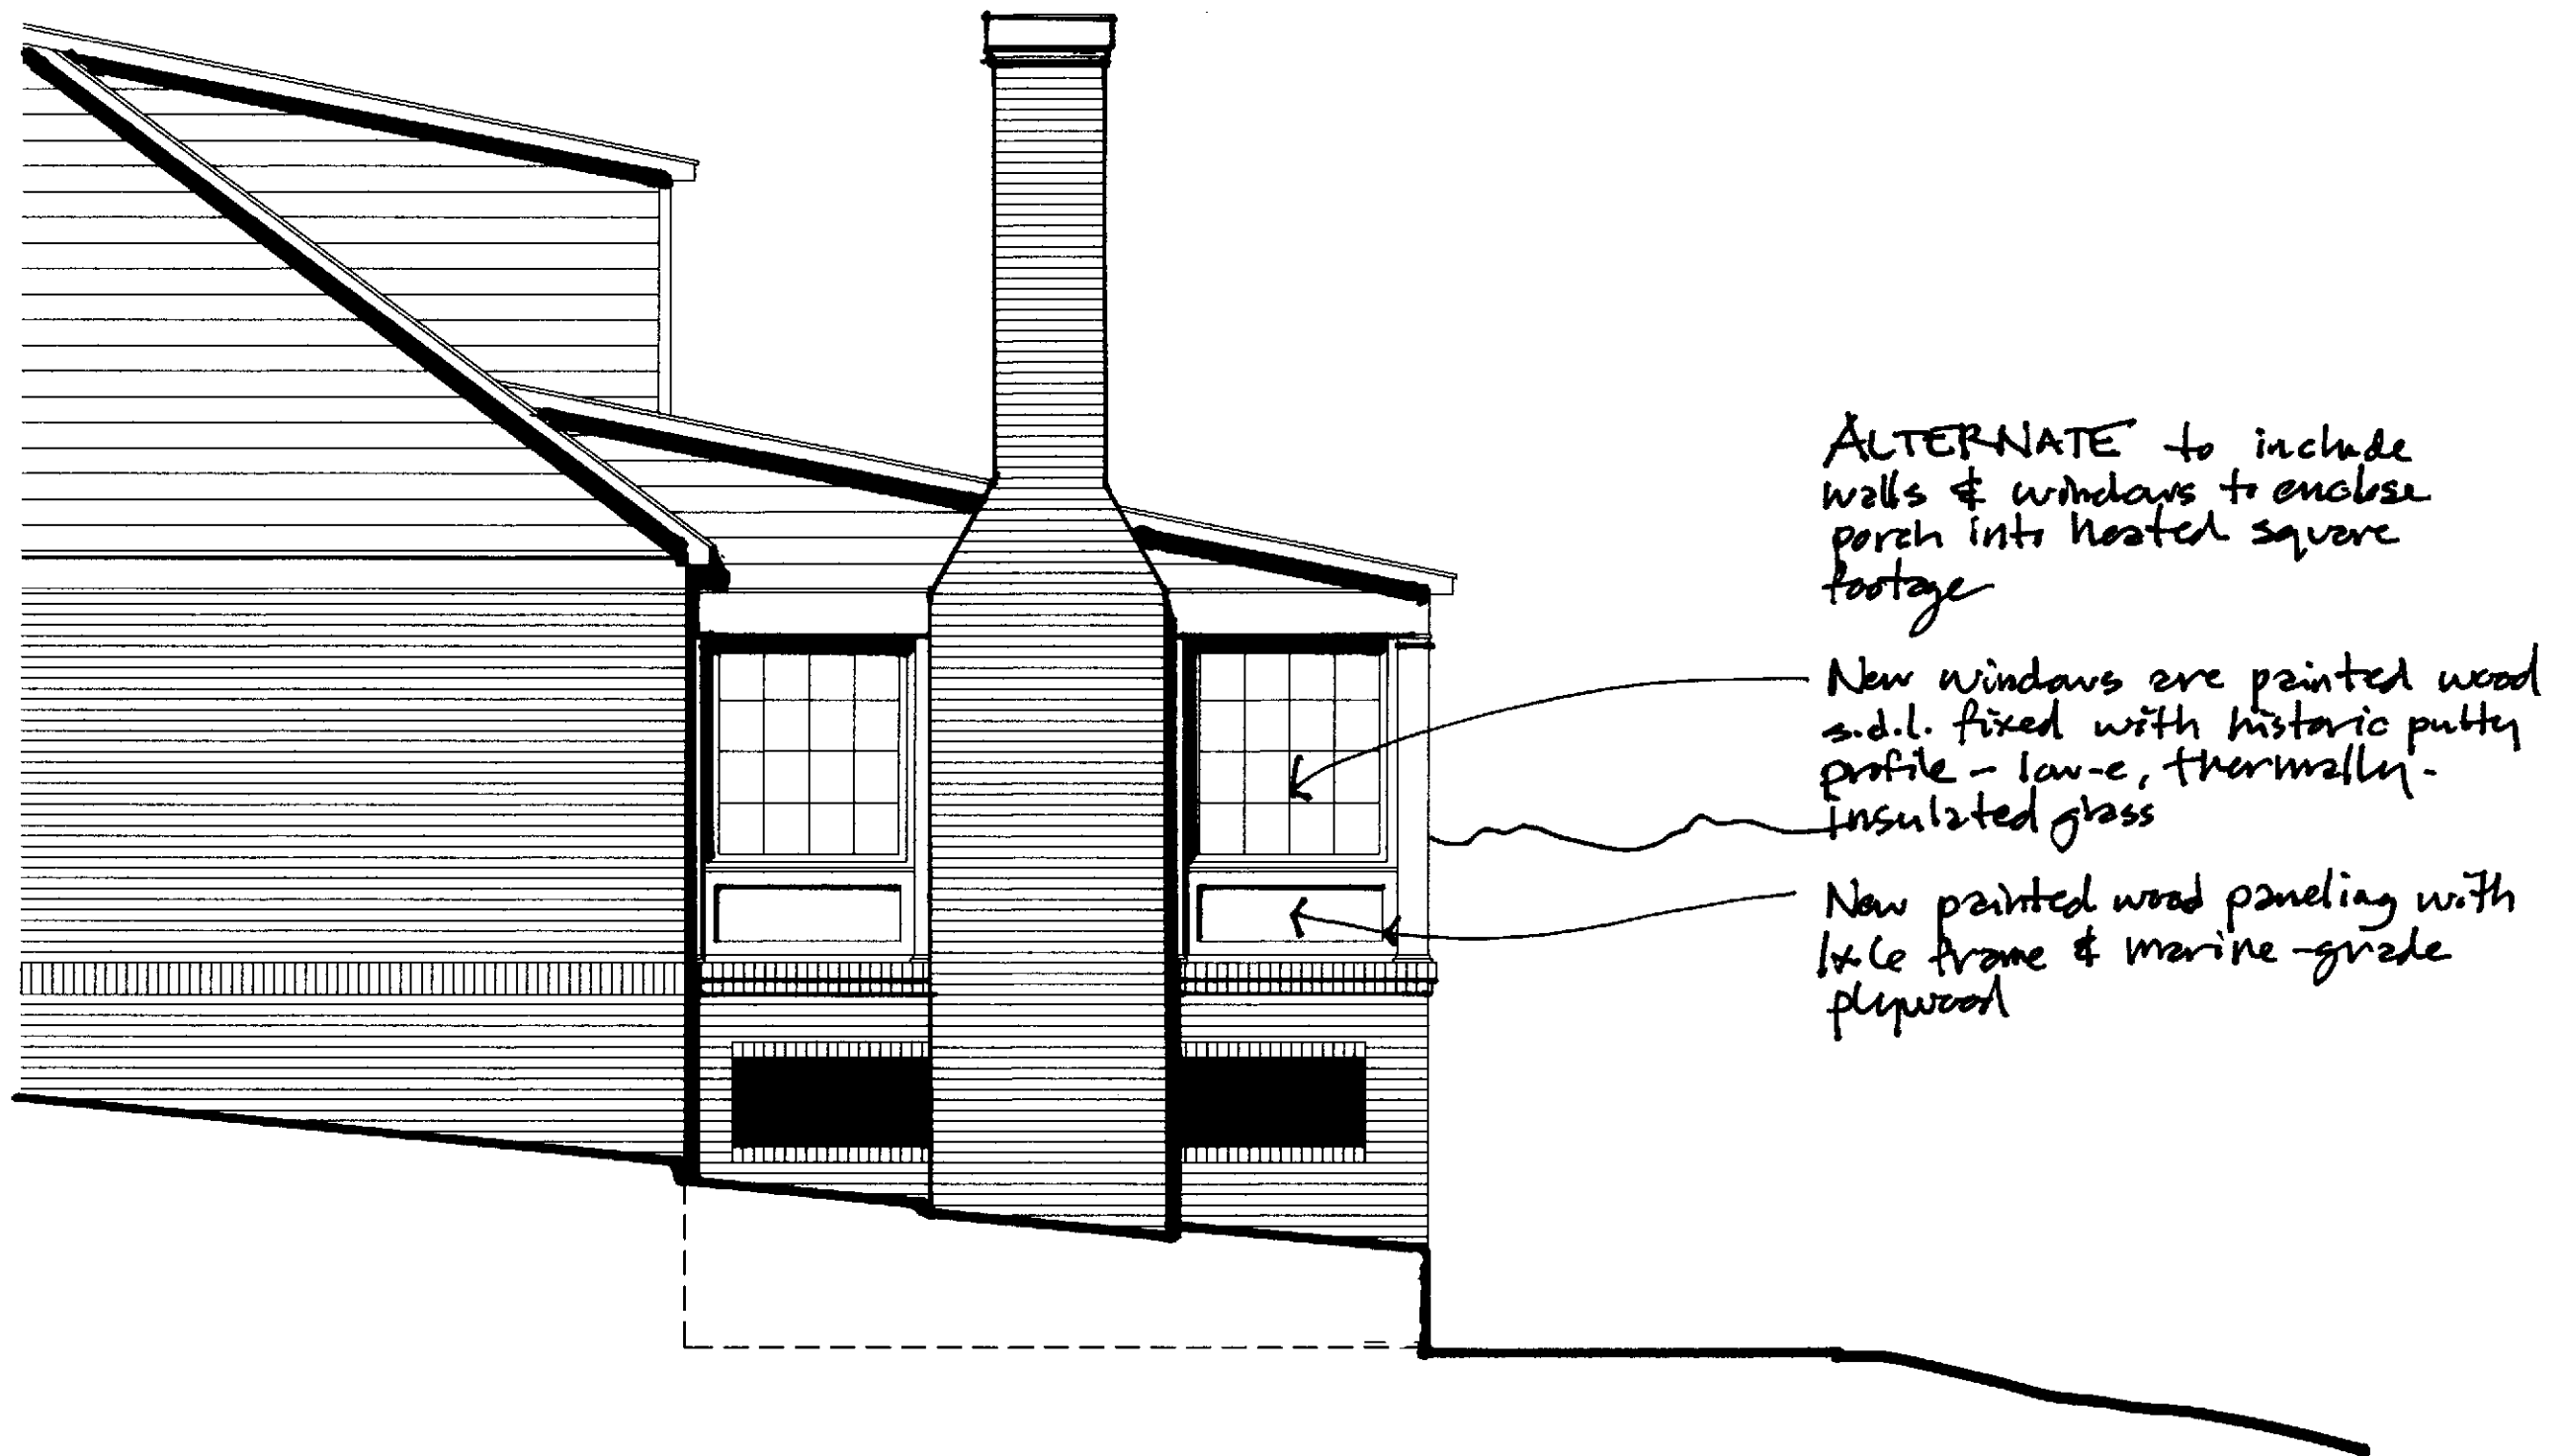 ALTERNATE to include
walls & windows to enclose
porch into heated square
footage
New windows are painted wood
s.d.l. fixed with historic putty
profile - low-e, thermally-
insulated glass
New painted wood paneling with
1x6 frame & marine-grade
plywood